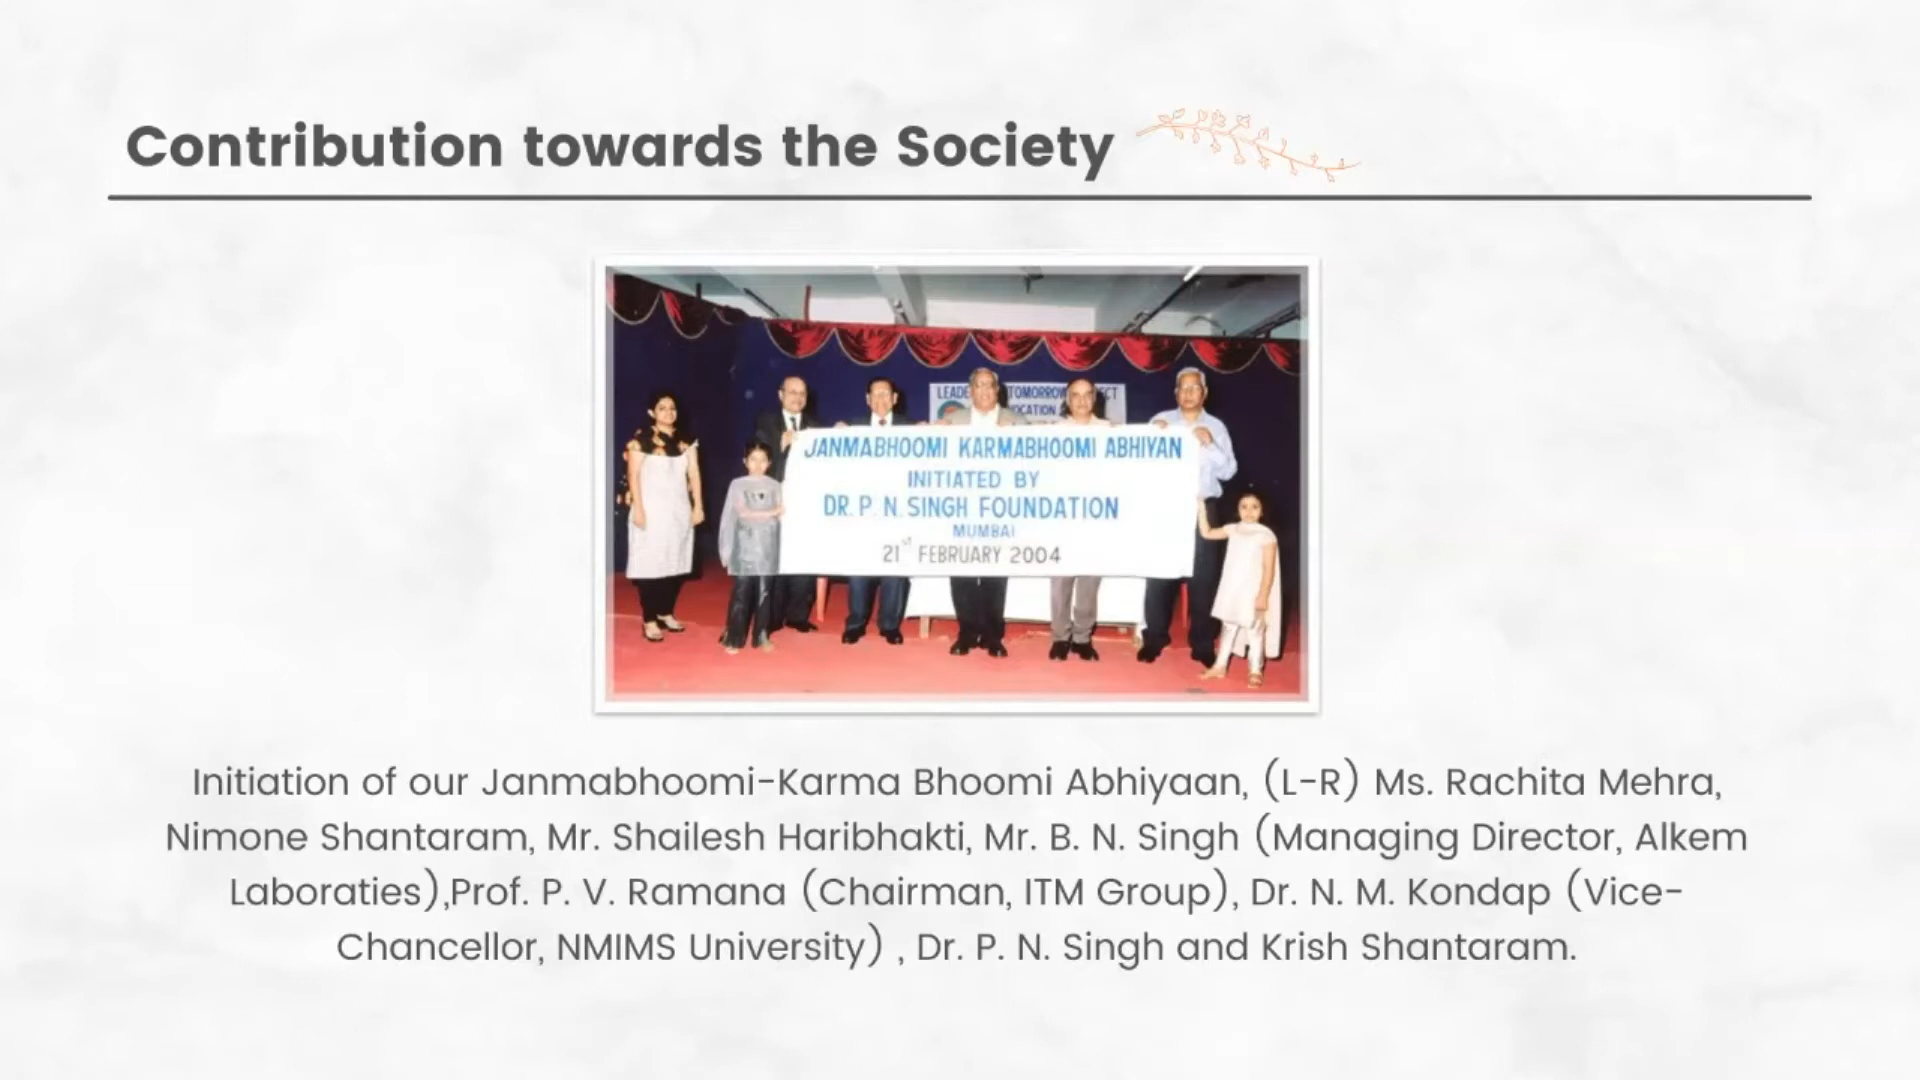 Contribution towards the Society
LEADE TOMORROW
JANMABHOOMI KARMABHOOMI ABHIYAN
INITIATED BY
DR. P. N. SINGH FOUNDATION
MUMBAI
21st FEBRUARY 2004
Initiation of our Janmabhoomi-Karma Bhoomi Abhiyaan, (L-R) Ms. Rachita Mehra,
Nimone Shantaram, Mr. Shailesh Haribhakti, Mr. B. N. Singh (Managing Director, Alkem
Laboraties),Prof. P. V. Ramana (Chairman, ITM Group), Dr. N. M. Kondap (Vice-
Chancellor, NMIMS University) , Dr. P. N. Singh and Krish Shantaram.